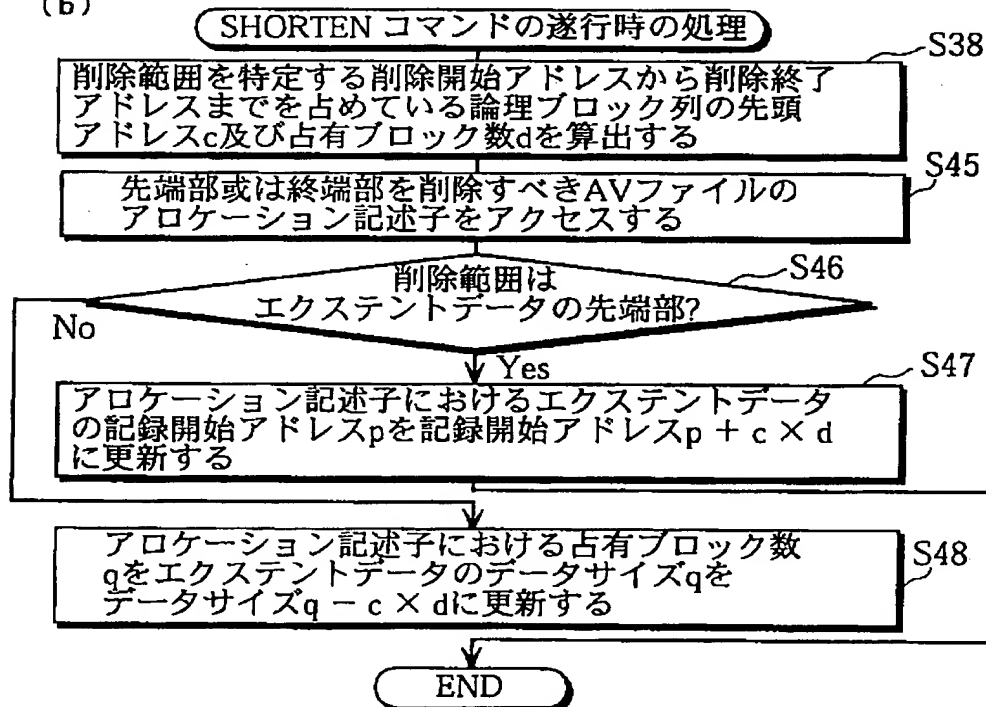 (b)
SHORTEN コマンドの遂行時の処理
S38
削除範囲を特定する削除開始アドレスから削除終了
アドレスまでを占めている論理ブロック列の先頭
アドレスc及び占有ブロック数dを算出する
S45
先端部或は終端部を削除すべきAVファイルの
アロケーション記述子をアクセスする
S46
削除範囲は
エクステントデータの先端部?
No
Yes
S47
アロケーション記述子におけるエクステントデータ
の記録開始アドレスpを記録開始アドレスp + c × d
に更新する
S48
アロケーション記述子における占有ブロック数
qをエクステントデータのデータサイズqを
データサイズq − c × dに更新する
END